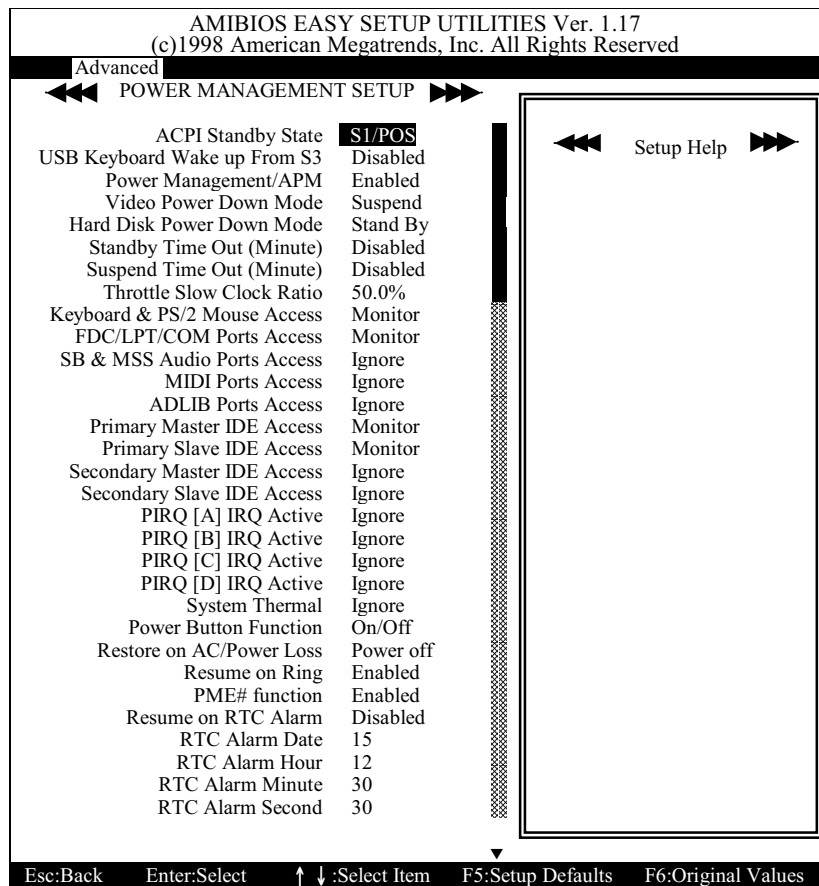 AMIBIOS EASY SETUP UTILITIES Ver. 1.17
(c)1998 American Megatrends, Inc. All Rights Reserved
Advanced
POWER MANAGEMENT SETUP
Setup Help
ACPI Standby State S1/POS
USB Keyboard Wake up From S3 Disabled
Power Management/APM Enabled
Video Power Down Mode Suspend
Hard Disk Power Down Mode Stand By
Standby Time Out (Minute) Disabled
Suspend Time Out (Minute) Disabled
Throttle Slow Clock Ratio 50.0%
Keyboard & PS/2 Mouse Access Monitor
FDC/LPT/COM Ports Access Monitor
SB & MSS Audio Ports Access Ignore
MIDI Ports Access Ignore
ADLIB Ports Access Ignore
Primary Master IDE Access Monitor
Primary Slave IDE Access Monitor
Secondary Master IDE Access Ignore
Secondary Slave IDE Access Ignore
PIRQ [A] IRQ Active Ignore
PIRQ [B] IRQ Active Ignore
PIRQ [C] IRQ Active Ignore
PIRQ [D] IRQ Active Ignore
System Thermal Ignore
Power Button Function On/Off
Restore on AC/Power Loss Power off
Resume on Ring Enabled
PME# function Enabled
Resume on RTC Alarm Disabled
RTC Alarm Date 15
RTC Alarm Hour 12
RTC Alarm Minute 30
RTC Alarm Second 30
Esc:Back Enter:Select ↑ ↓ :Select Item F5:Setup Defaults F6:Original Values